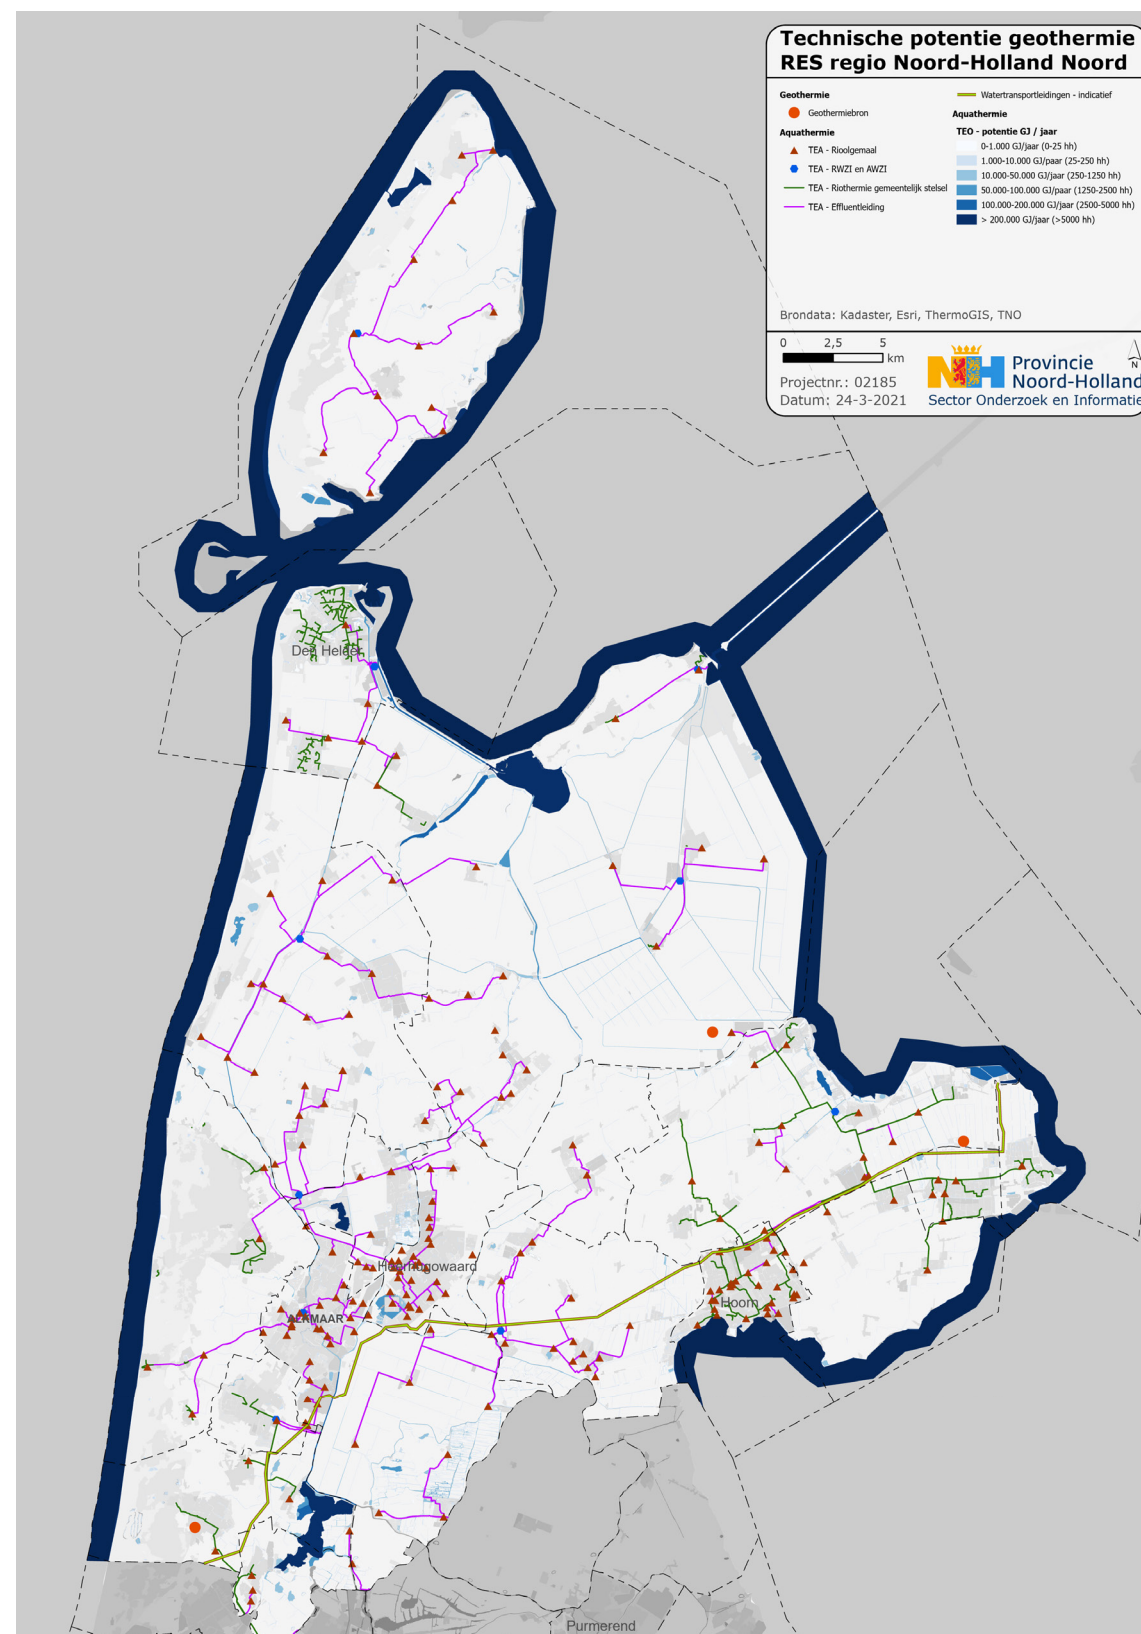 Technische potentie geothermie
RES regio Noord-Holland Noord
Geothermie
Geothermiebron
Aquathermie
TEA - Rioolgemaal
TEA - RWZI en AWZI
TEA - Riothermie gemeentelijk stelsel
TEA - Effluentleiding
Watertransportleidingen - indicatief
Aquathermie
TEO - potentie GJ / jaar
0-1.000 GJ/jaar (0-25 hh)
1.000-10.000 GJ/paar (25-250 hh)
10.000-50.000 GJ/jaar (250-1250 hh)
50.000-100.000 GJ/paar (1250-2500 hh)
100.000-200.000 GJ/jaar (2500-5000 hh)
> 200.000 GJ/jaar (>5000 hh)
Brondata: Kadaster, Esri, ThermoGIS, TNO
0 2,5 5
km
Projectnr.: 02185
Datum: 24-3-2021
Provincie
Noord-Holland
Sector Onderzoek en Informatie
N
Den Helder
Heerhugowaard
ALKMAAR
Hoorn
Purmerend